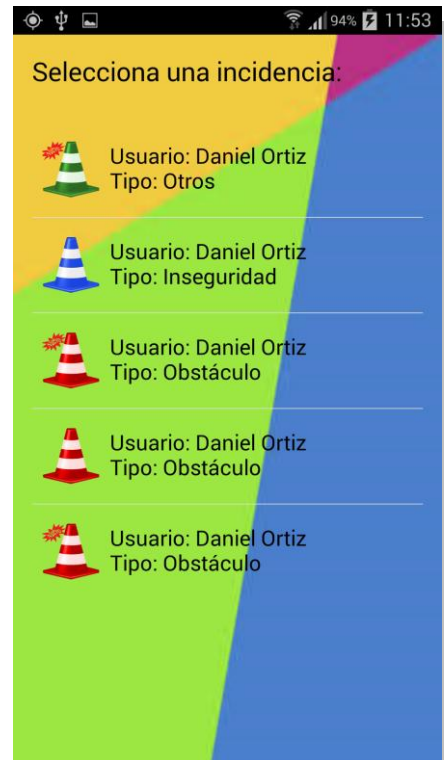 94% 11:53
Selecciona una incidencia:
Usuario: Daniel Ortiz
Tipo: Otros
Usuario: Daniel Ortiz
Tipo: Inseguridad
Usuario: Daniel Ortiz
Tipo: Obstáculo
Usuario: Daniel Ortiz
Tipo: Obstáculo
Usuario: Daniel Ortiz
Tipo: Obstáculo